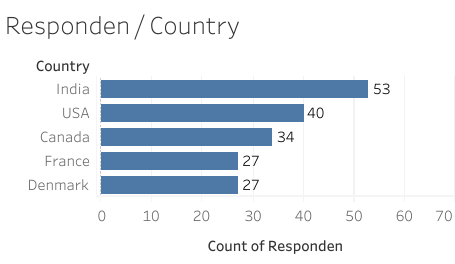 Responden / Country
Country
India 53
USA 40
Canada 34
France 27
Denmark 27
0 10 20 30 40 50 60 70
Count of Responden